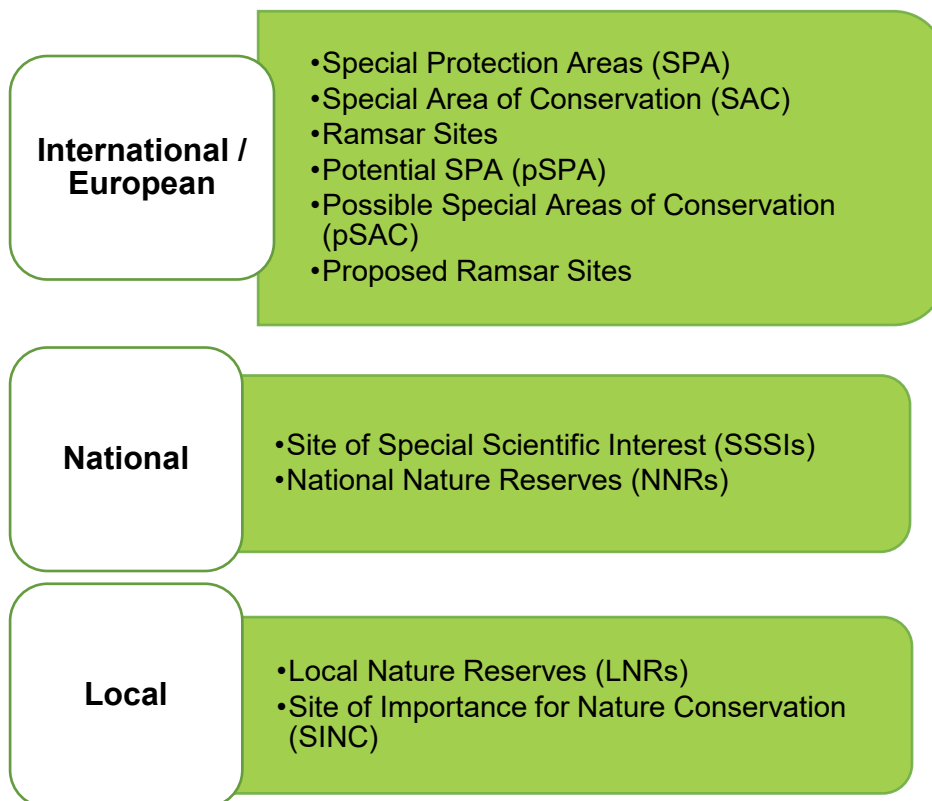 International /
European
•Special Protection Areas (SPA)
•Special Area of Conservation (SAC)
•Ramsar Sites
•Potential SPA (pSPA)
•Possible Special Areas of Conservation
(pSAC)
•Proposed Ramsar Sites
National
•Site of Special Scientific Interest (SSSIs)
•National Nature Reserves (NNRs)
Local
•Local Nature Reserves (LNRs)
•Site of Importance for Nature Conservation
(SINC)